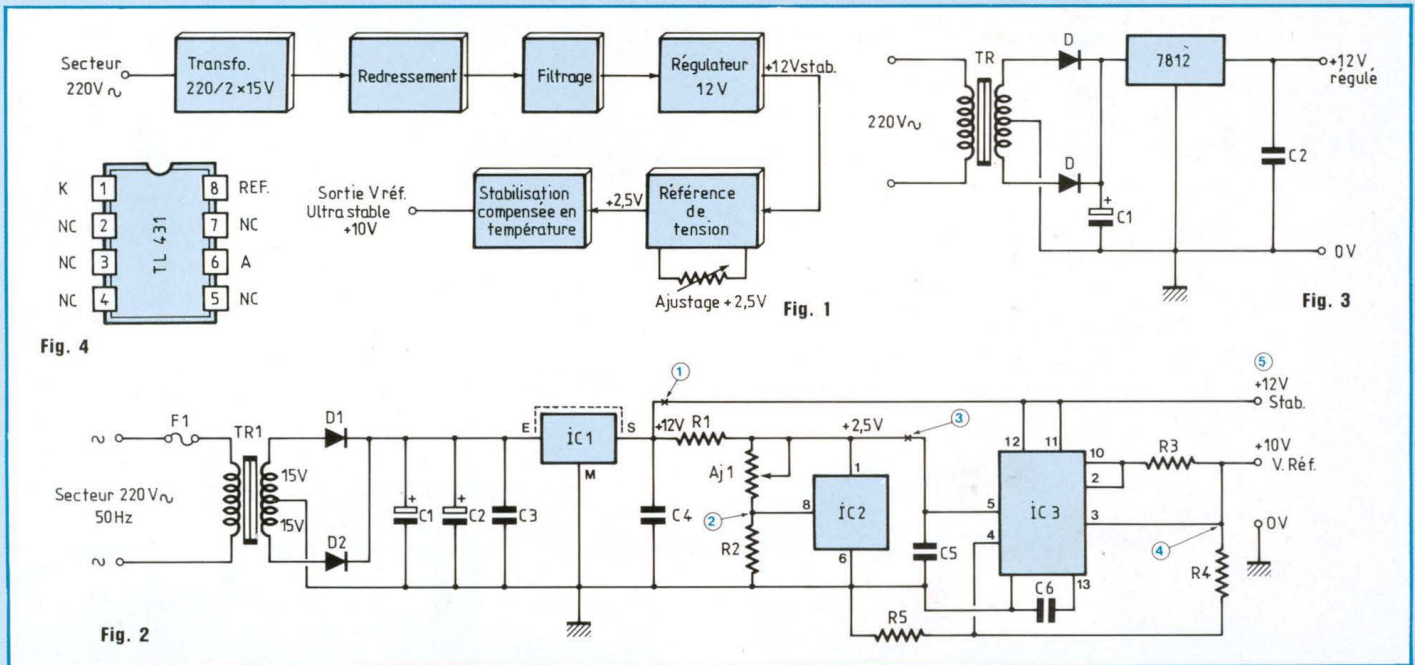 Secteur
220V ~
Transfo.
220/2 × 15V
Redressement
Filtrage
Régulateur
12V
+12Vstab.
Sortie V réf.
Ultra stable
+10V
Stabilisation
compensée en
température
+2,5V
Référence
de
tension
Ajustage +2,5V
Fig. 1
K 1
NC 2
NC 3
NC 4
TL 431
8 REF.
7 NC
6 A
5 NC
Fig. 4
220V ~
TR
D
D
+
C1
7812
C2
+12V
régulé
0V
Fig. 3
~
F1
TR1
Secteur 220V ~
50Hz
~
15V
15V
D1
D2
+
C1
+
C2
C3
E
IC1
S
M
+12V
C4
1
R1
Aj1
2
R2
+2,5V
1
8
IC2
6
3
C5
R5
12
11
5
4
IC3
10
2
3
13
C6
R3
4
R4
5
+12V
Stab.
+10V
V.Réf.
0V
Fig. 2